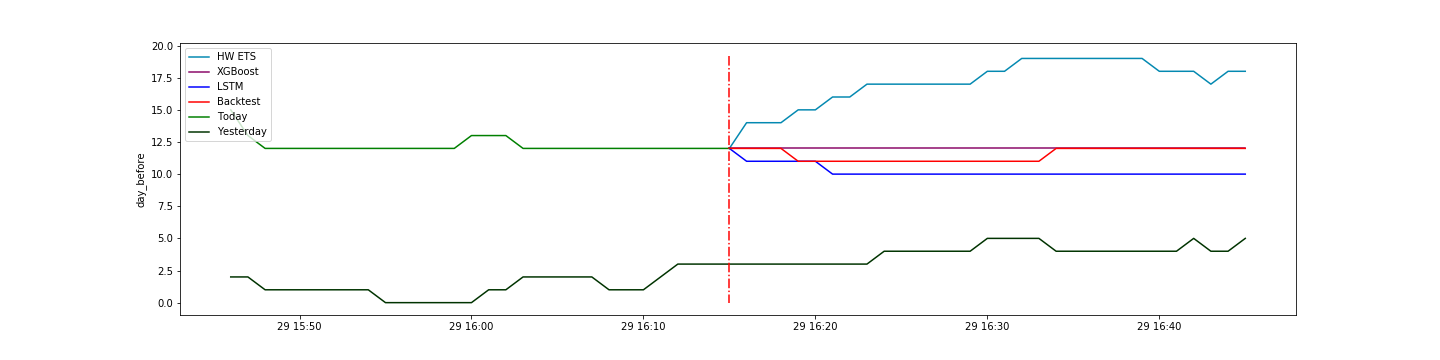 20.0
17.5
15.0
12.5
10.0
7.5
5.0
2.5
0.0
day_before
HW ETS
XGBoost
LSTM
Backtest
Today
Yesterday
29 15:50 29 16:00 29 16:10 29 16:20 29 16:30 29 16:40